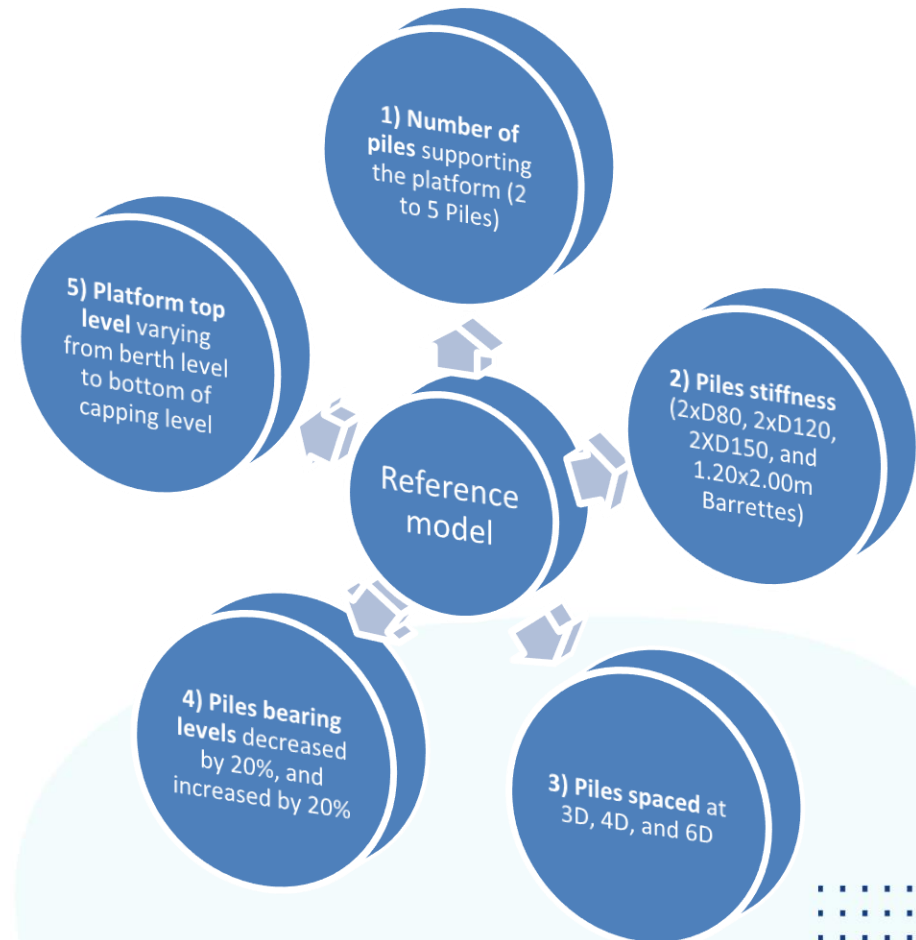 Reference
model
1) Number of
piles supporting
the platform (2
to 5 Piles)
2) Piles stiffness
(2xD80, 2xD120,
2XD150, and
1.20x2.00m
Barrettes)
3) Piles spaced at
3D, 4D, and 6D
4) Piles bearing
levels decreased
by 20%, and
increased by 20%
5) Platform top
level varying
from berth level
to bottom of
capping level